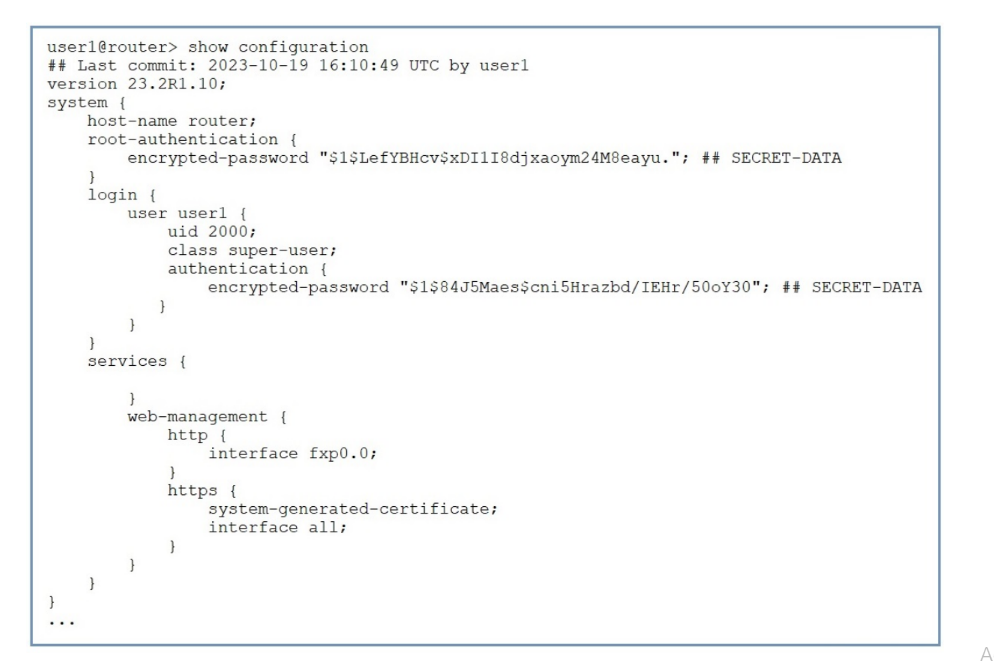 user1@router> show configuration
## Last commit: 2023-10-19 16:10:49 UTC by user1
version 23.2R1.10;
system {
    host-name router;
    root-authentication {
        encrypted-password "$1$LefYBHcv$xDI1I8djxaoym24M8eayu."; ## SECRET-DATA
    }
    login {
        user user1 {
            uid 2000;
            class super-user;
            authentication {
                encrypted-password "$1$84J5Maes$cni5Hrazbd/IEHr/50oY30"; ## SECRET-DATA
            }
        }
    }
    services {
        }
        web-management {
            http {
                interface fxp0.0;
            }
            https {
                system-generated-certificate;
                interface all;
            }
        }
    }
}
...
A